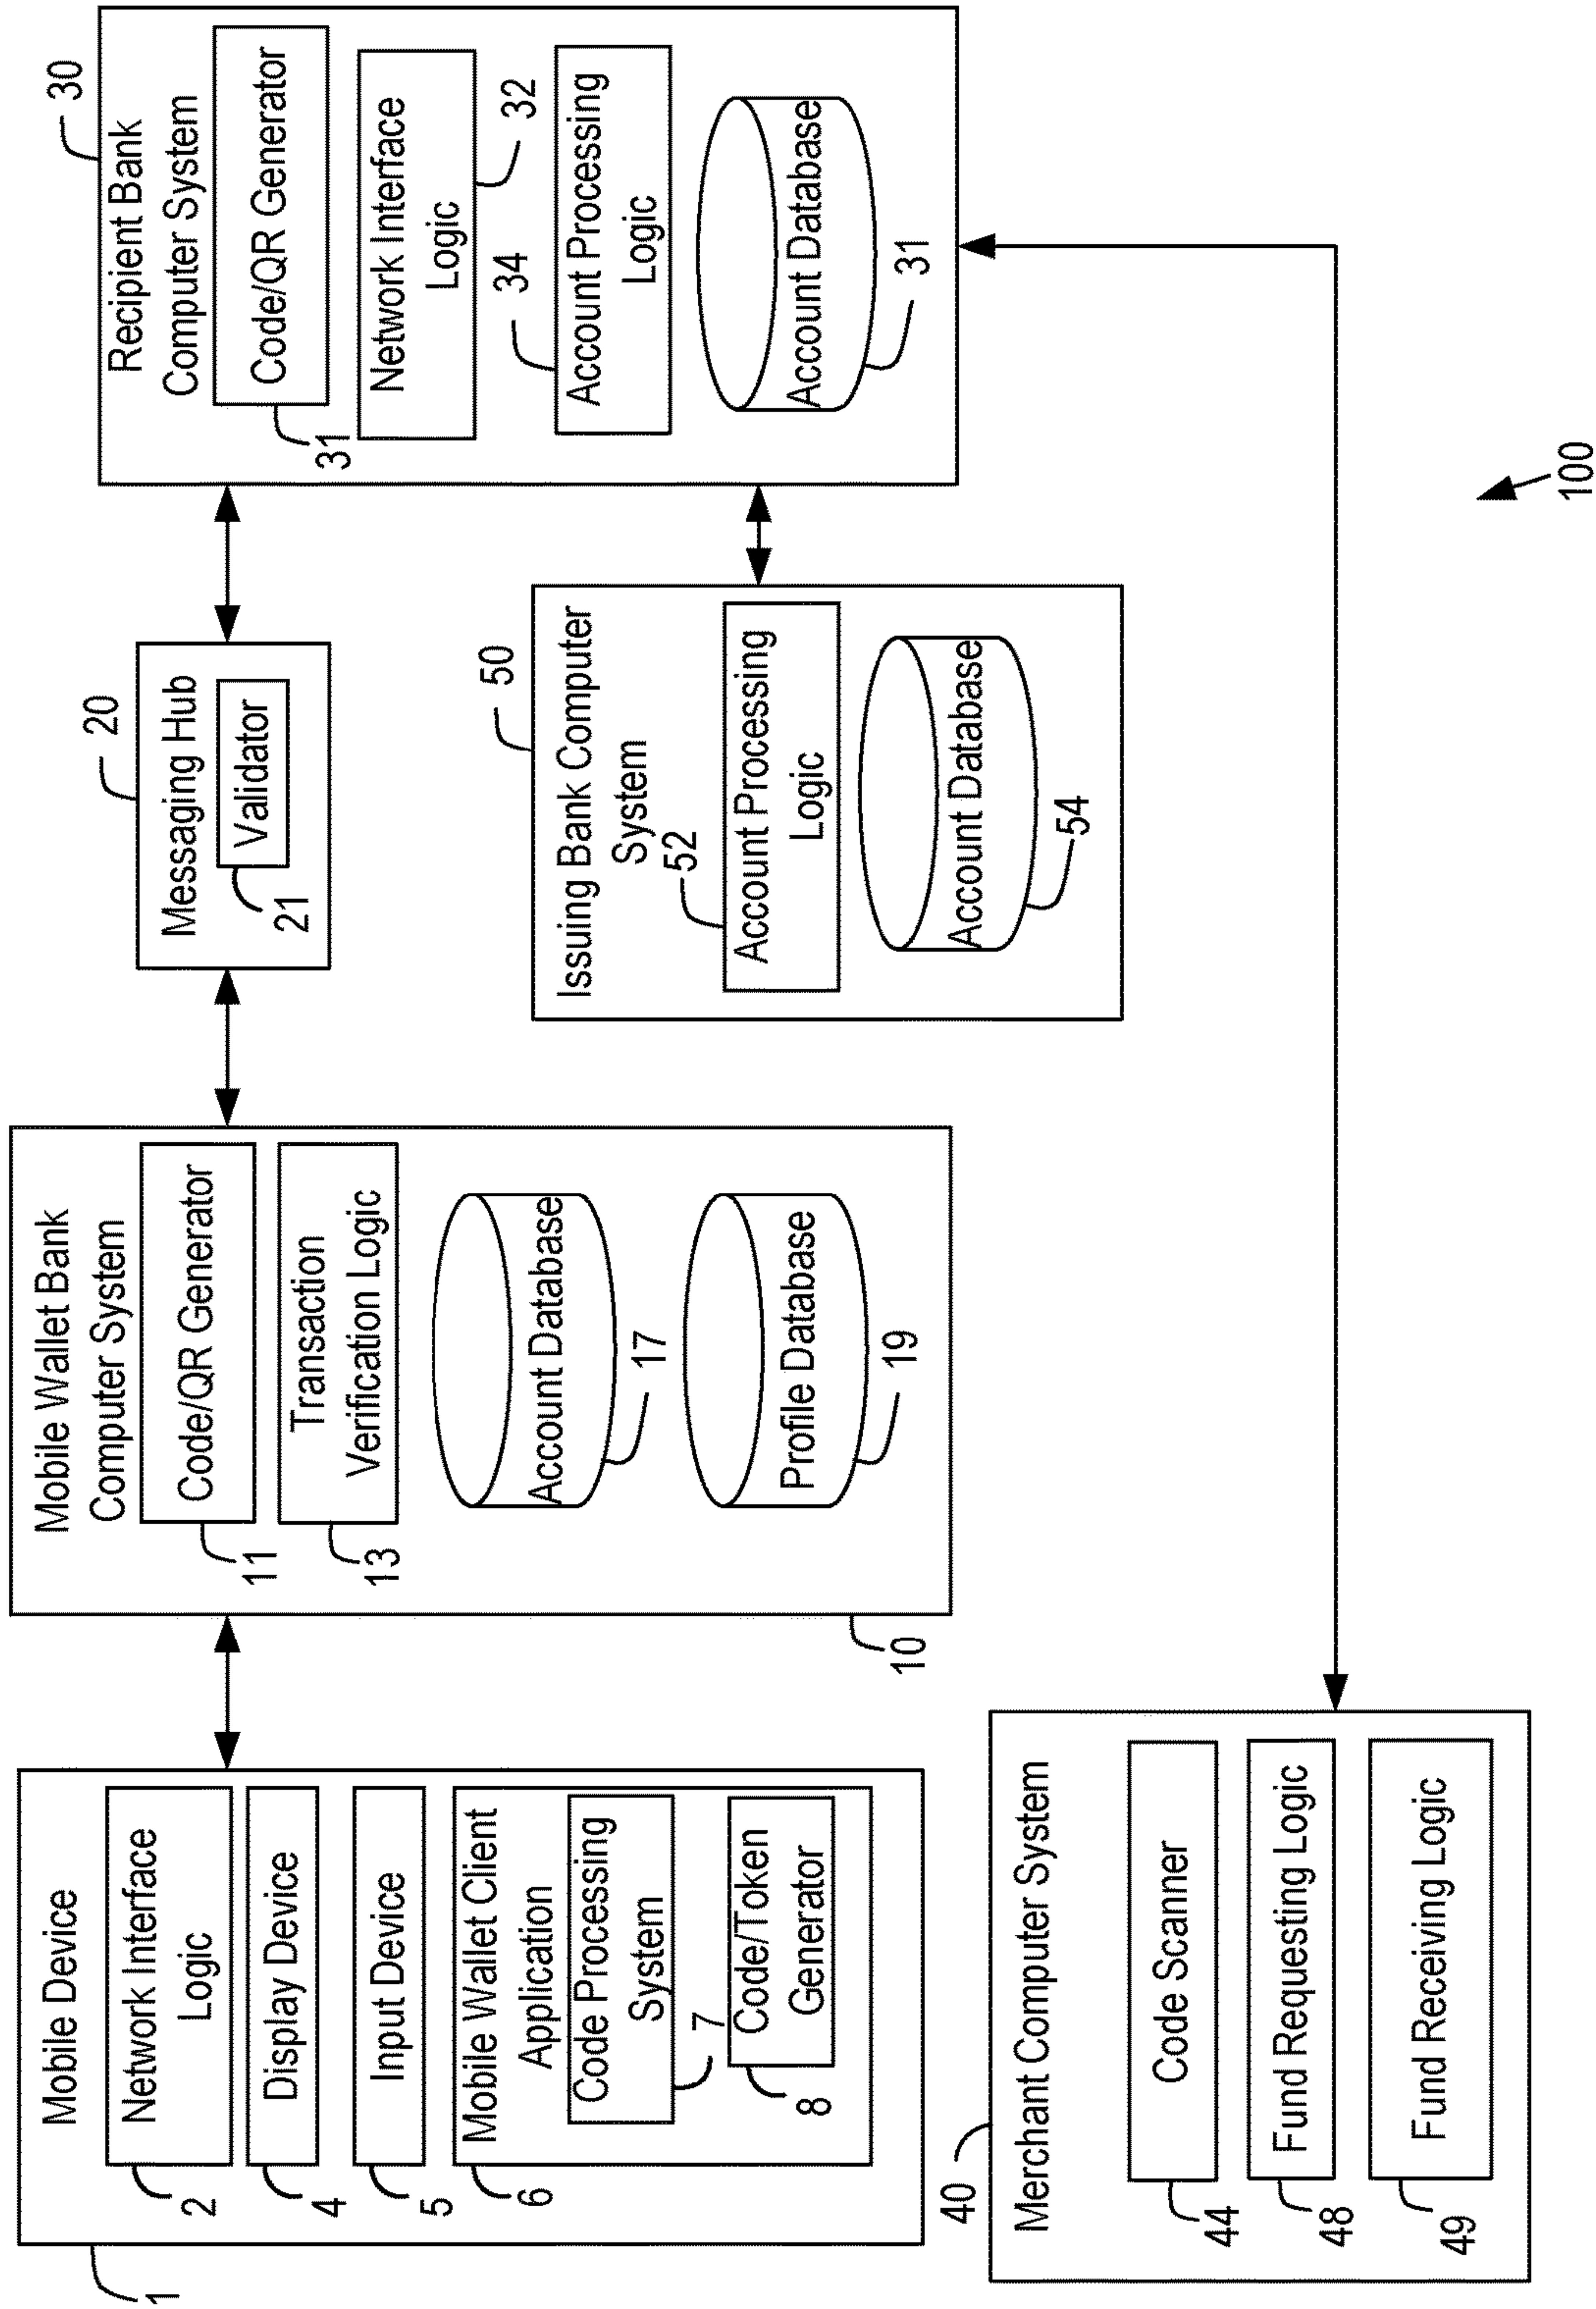 Mobile Device
Network Interface
Logic
2
Display Device
4
Input Device
5
Mobile Wallet Client
Application
6
Code Processing
System
7
Code/Token
Generator
8
1
Mobile Wallet Bank
Computer System
Code/QR Generator
11
Transaction
Verification Logic
13
Account Database
17
Profile Database
19
10
20
Messaging Hub
Validator
21
30
Recipient Bank
Computer System
Code/QR Generator
31
Network Interface
Logic
32
34
Account Processing
Logic
Account Database
31
50
Issuing Bank Computer
System
52
Account Processing
Logic
Account Database
54
40
Merchant Computer System
Code Scanner
44
Fund Requesting Logic
48
Fund Receiving Logic
49
100